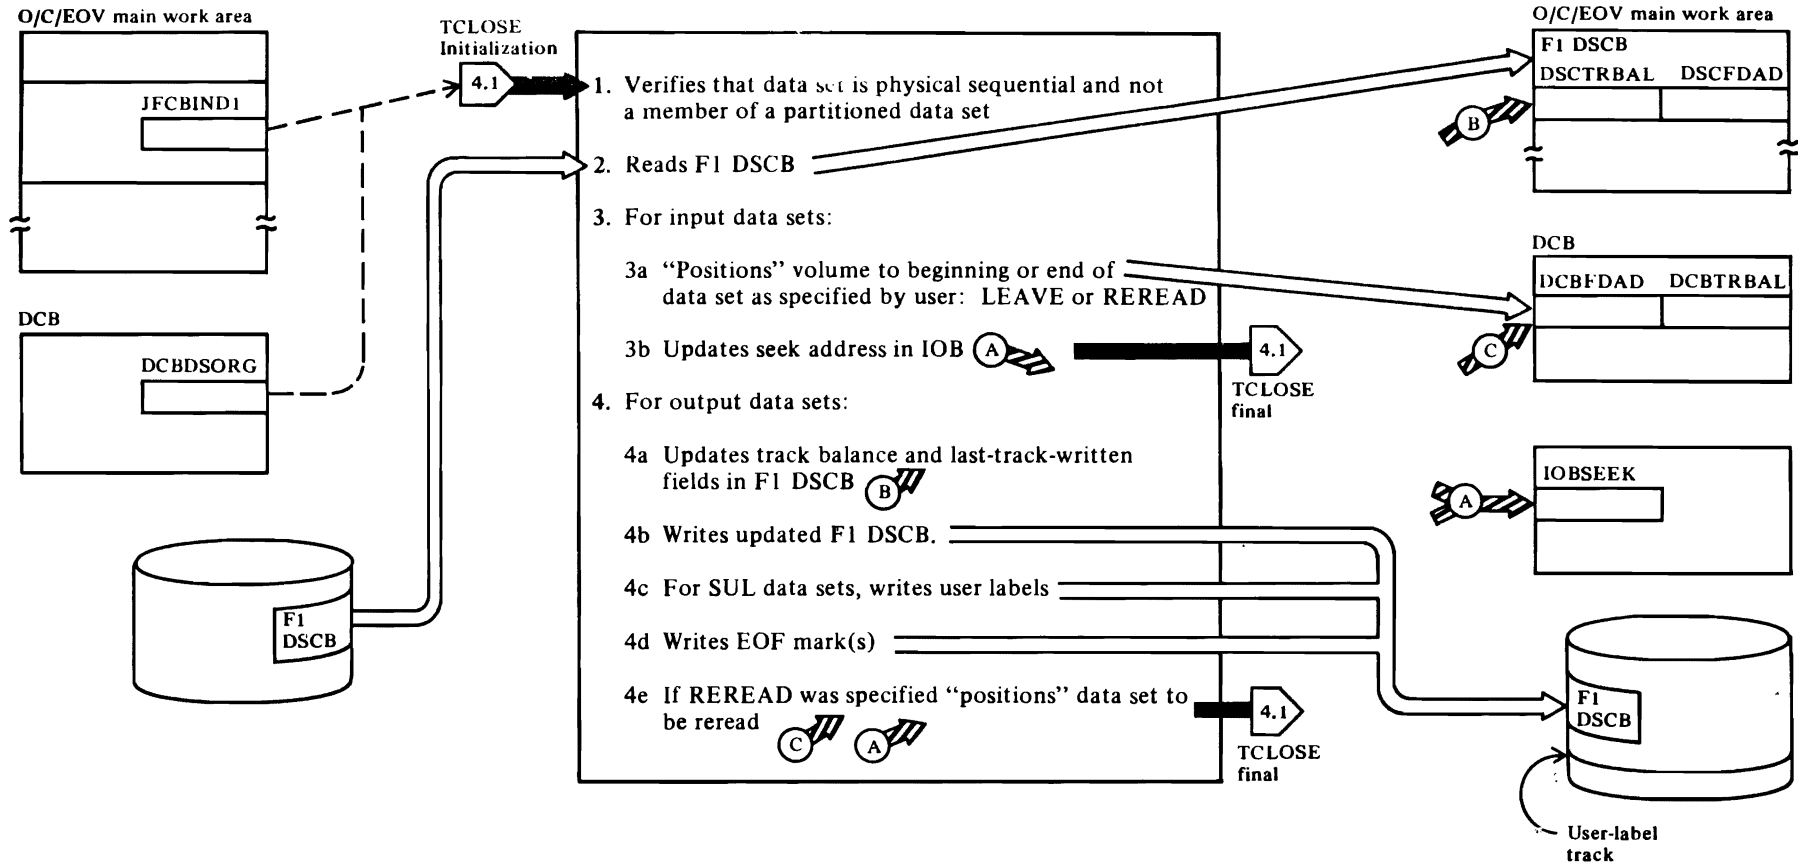 O/C/EOV main work area
JFCBIND1
DCB
DCBDSORG
F1
DSCB
TCLOSE
Initialization
4.1
1. Verifies that data set is physical sequential and not
a member of a partitioned data set
2. Reads F1 DSCB
3. For input data sets:
3a “Positions” volume to beginning or end of
data set as specified by user: LEAVE or REREAD
3b Updates seek address in IOB A
4.1
TCLOSE
final
4. For output data sets:
4a Updates track balance and last-track-written
fields in F1 DSCB B
4b Writes updated F1 DSCB.
4c For SUL data sets, writes user labels
4d Writes EOF mark(s)
4e If REREAD was specified “positions” data set to
be reread C A
4.1
TCLOSE
final
O/C/EOV main work area
F1 DSCB
DSCTRBAL DSCFDAD
B
DCB
DCBFDAD DCBTRBAL
C
IOBSEEK
A
F1
DSCB
User-label
track